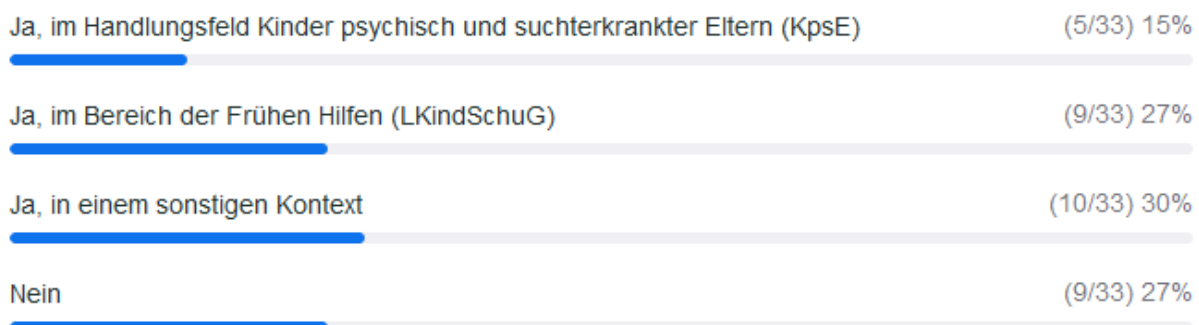 Ja, im Handlungsfeld Kinder psychisch und suchterkrankter Eltern (KpsE) (5/33) 15%
Ja, im Bereich der Frühen Hilfen (LKindSchuG) (9/33) 27%
Ja, in einem sonstigen Kontext (10/33) 30%
Nein (9/33) 27%